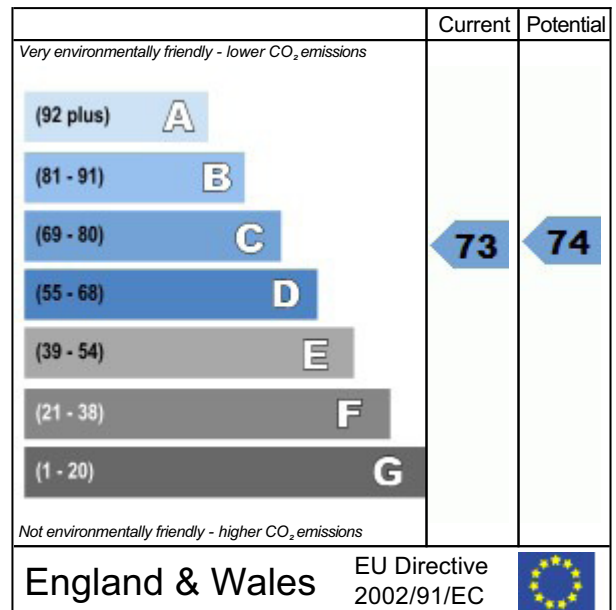 Current Potential
Very environmentally friendly - lower CO₂ emissions
(92 plus) A
(81 - 91) B
(69 - 80) C 73 74
(55 - 68) D
(39 - 54) E
(21 - 38) F
(1 - 20) G
Not environmentally friendly - higher CO₂ emissions
England & Wales EU Directive
2002/91/EC